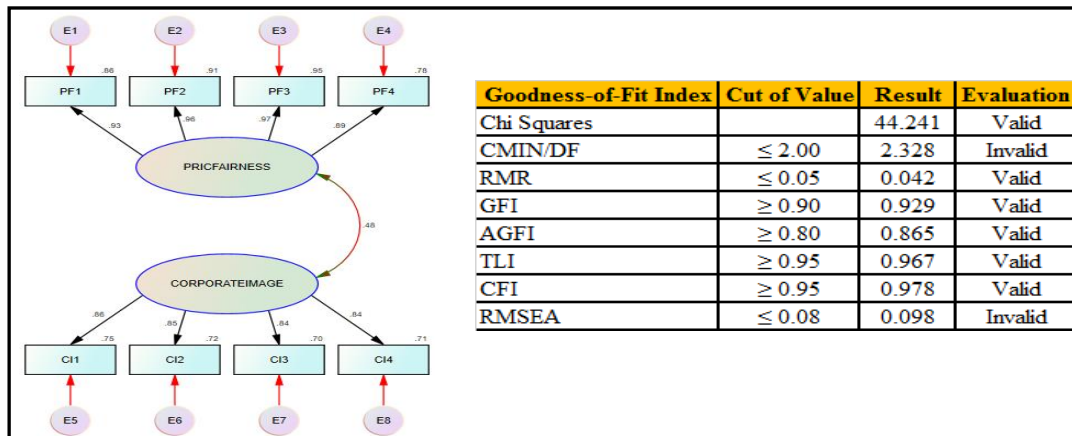 E1 E2 E3 E4
.86 .91 .95 .78
PF1 PF2 PF3 PF4
.93 .96 .97 .89
PRICFAIRNESS
.48
CORPORATEIMAGE
.86 .85 .84 .84
.75 .72 .70 .71
CI1 CI2 CI3 CI4
E5 E6 E7 E8
Goodness-of-Fit Index Cut of Value Result Evaluation
Chi Squares 44.241 Valid
CMIN/DF ≤ 2.00 2.328 Invalid
RMR ≤ 0.05 0.042 Valid
GFI ≥ 0.90 0.929 Valid
AGFI ≥ 0.80 0.865 Valid
TLI ≥ 0.95 0.967 Valid
CFI ≥ 0.95 0.978 Valid
RMSEA ≤ 0.08 0.098 Invalid